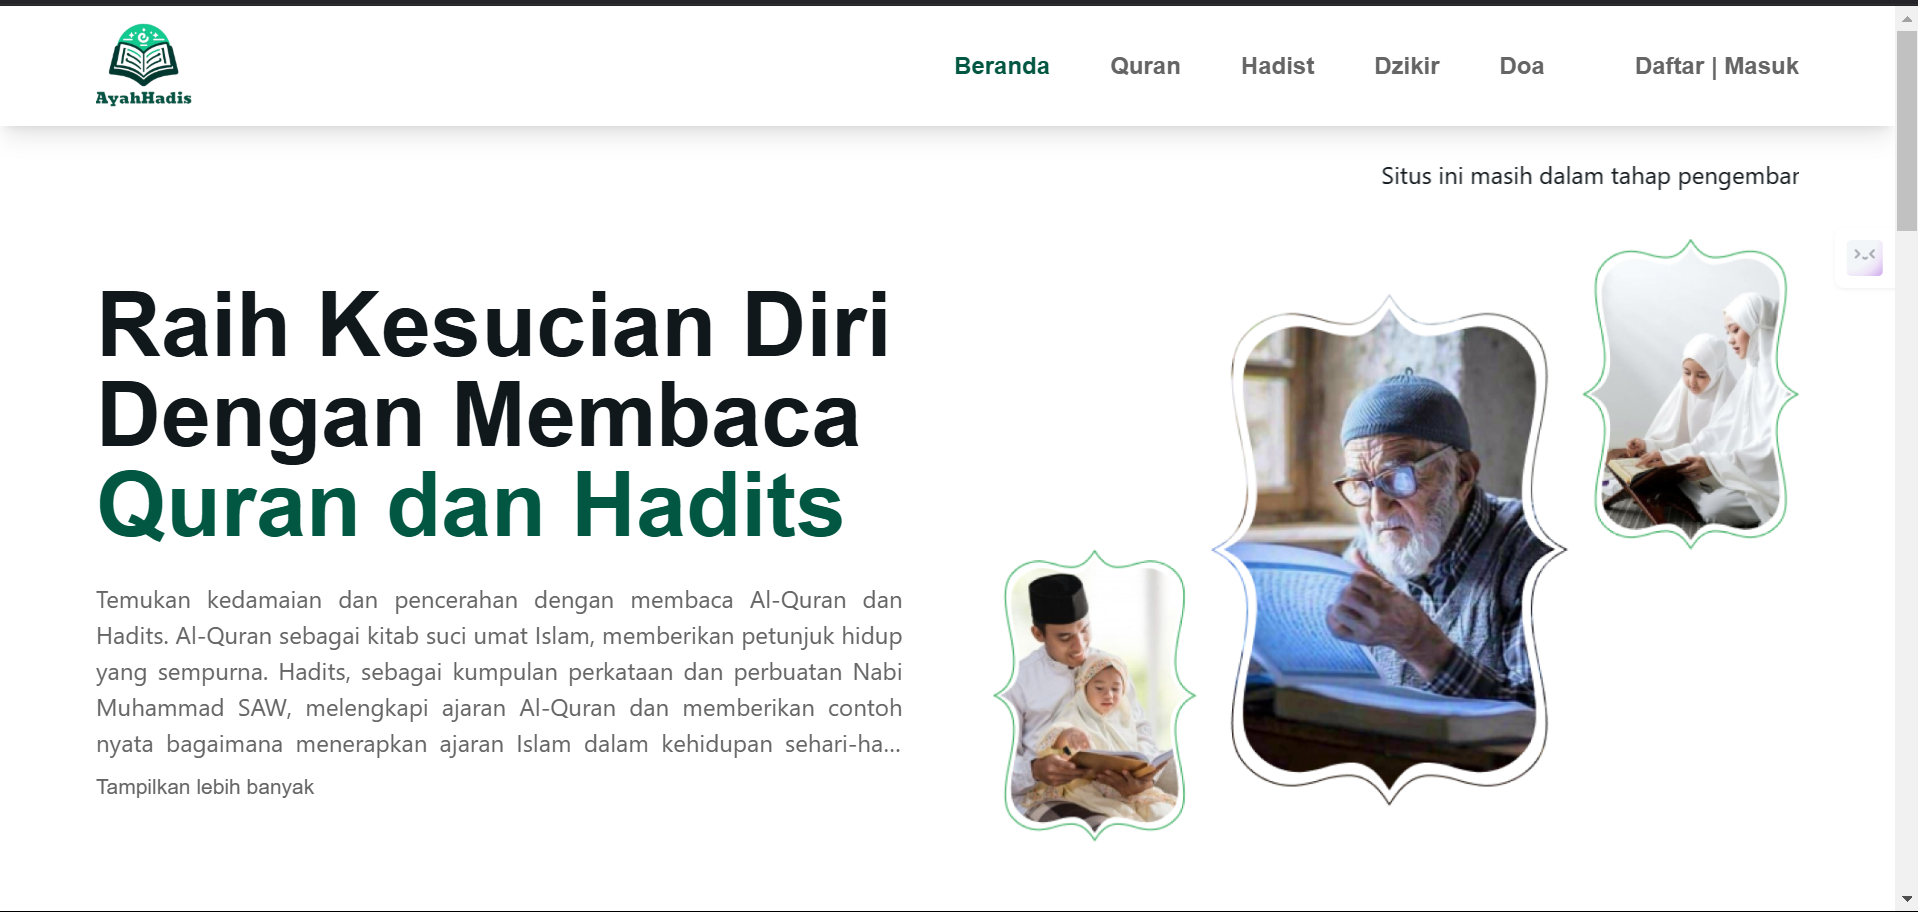 AyahHadis
Beranda
Quran
Hadist
Dzikir
Doa
Daftar | Masuk
Situs ini masih dalam tahap pengembar
Raih Kesucian Diri
Dengan Membaca
Quran dan Hadits
Temukan kedamaian dan pencerahan dengan membaca Al-Quran dan
Hadits. Al-Quran sebagai kitab suci umat Islam, memberikan petunjuk hidup
yang sempurna. Hadits, sebagai kumpulan perkataan dan perbuatan Nabi
Muhammad SAW, melengkapi ajaran Al-Quran dan memberikan contoh
nyata bagaimana menerapkan ajaran Islam dalam kehidupan sehari-ha...
Tampilkan lebih banyak